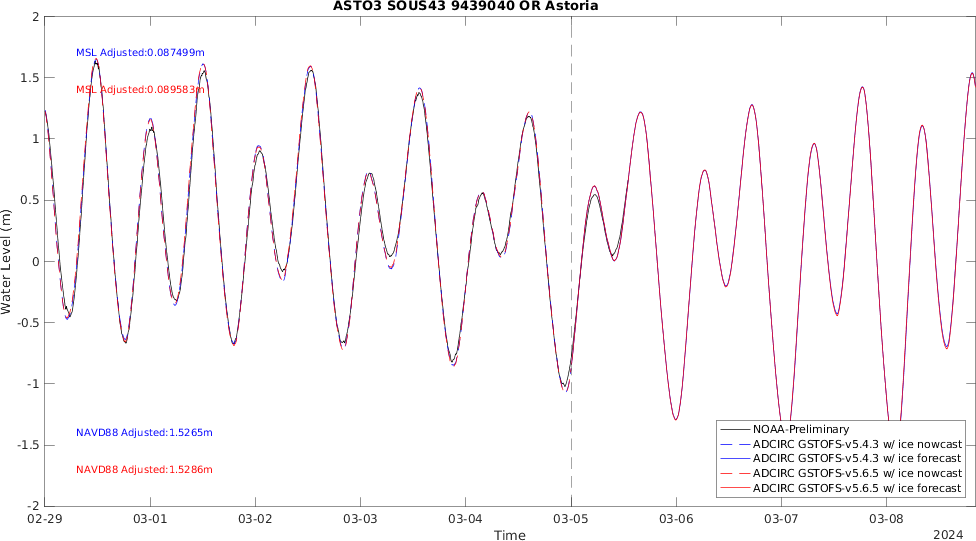 ASTO3 SOUS43 9439040 OR Astoria
2
1.5
1
0.5
0
-0.5
-1
-1.5
-2
Water Level (m)
MSL Adjusted:0.087499m
MSL Adjusted:0.089583m
NAVD88 Adjusted:1.5265m
NAVD88 Adjusted:1.5286m
NOAA-Preliminary
ADCIRC GSTOFS-v5.4.3 w/ ice nowcast
ADCIRC GSTOFS-v5.4.3 w/ ice forecast
ADCIRC GSTOFS-v5.6.5 w/ ice nowcast
ADCIRC GSTOFS-v5.6.5 w/ ice forecast
02-29 03-01 03-02 03-03 03-04 03-05 03-06 03-07 03-08
Time
2024